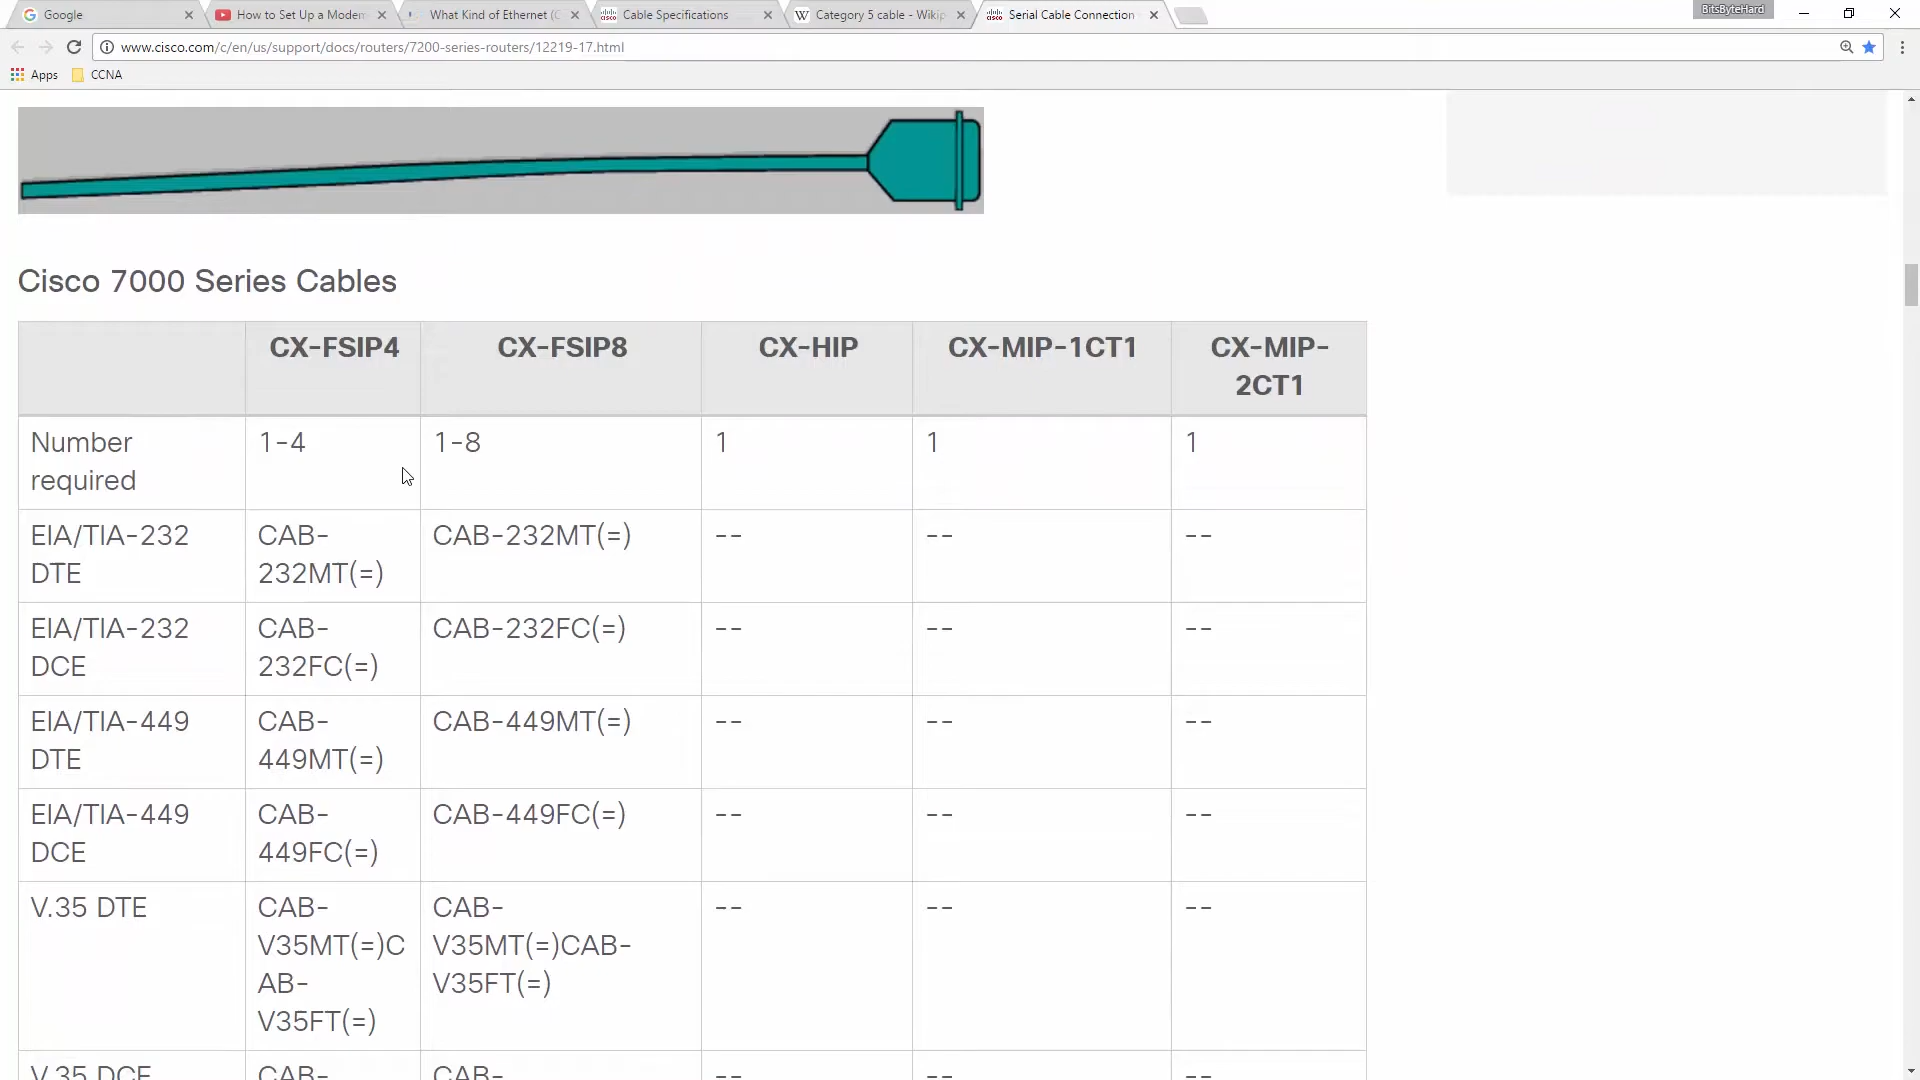 Google
How to Set Up a Modem
What Kind of Ethernet (C
Cable Specifications
Category 5 cable - Wikip
Serial Cable Connection
BitsByteHard
www.cisco.com/c/en/us/support/docs/routers/7200-series-routers/12219-17.html
Apps
CCNA
Cisco 7000 Series Cables
CX-FSIP4 CX-FSIP8 CX-HIP CX-MIP-1CT1 CX-MIP-
2CT1
Number 1-4 1-8 1 1 1
required
EIA/TIA-232 CAB- CAB-232MT(=) -- -- --
DTE 232MT(=)
EIA/TIA-232 CAB- CAB-232FC(=) -- -- --
DCE 232FC(=)
EIA/TIA-449 CAB- CAB-449MT(=) -- -- --
DTE 449MT(=)
EIA/TIA-449 CAB- CAB-449FC(=) -- -- --
DCE 449FC(=)
V.35 DTE CAB- CAB- -- -- --
V35MT(=)C V35MT(=)CAB-
AB- V35FT(=)
V35FT(=)
V.35 DCE CAB- CAB- -- -- --